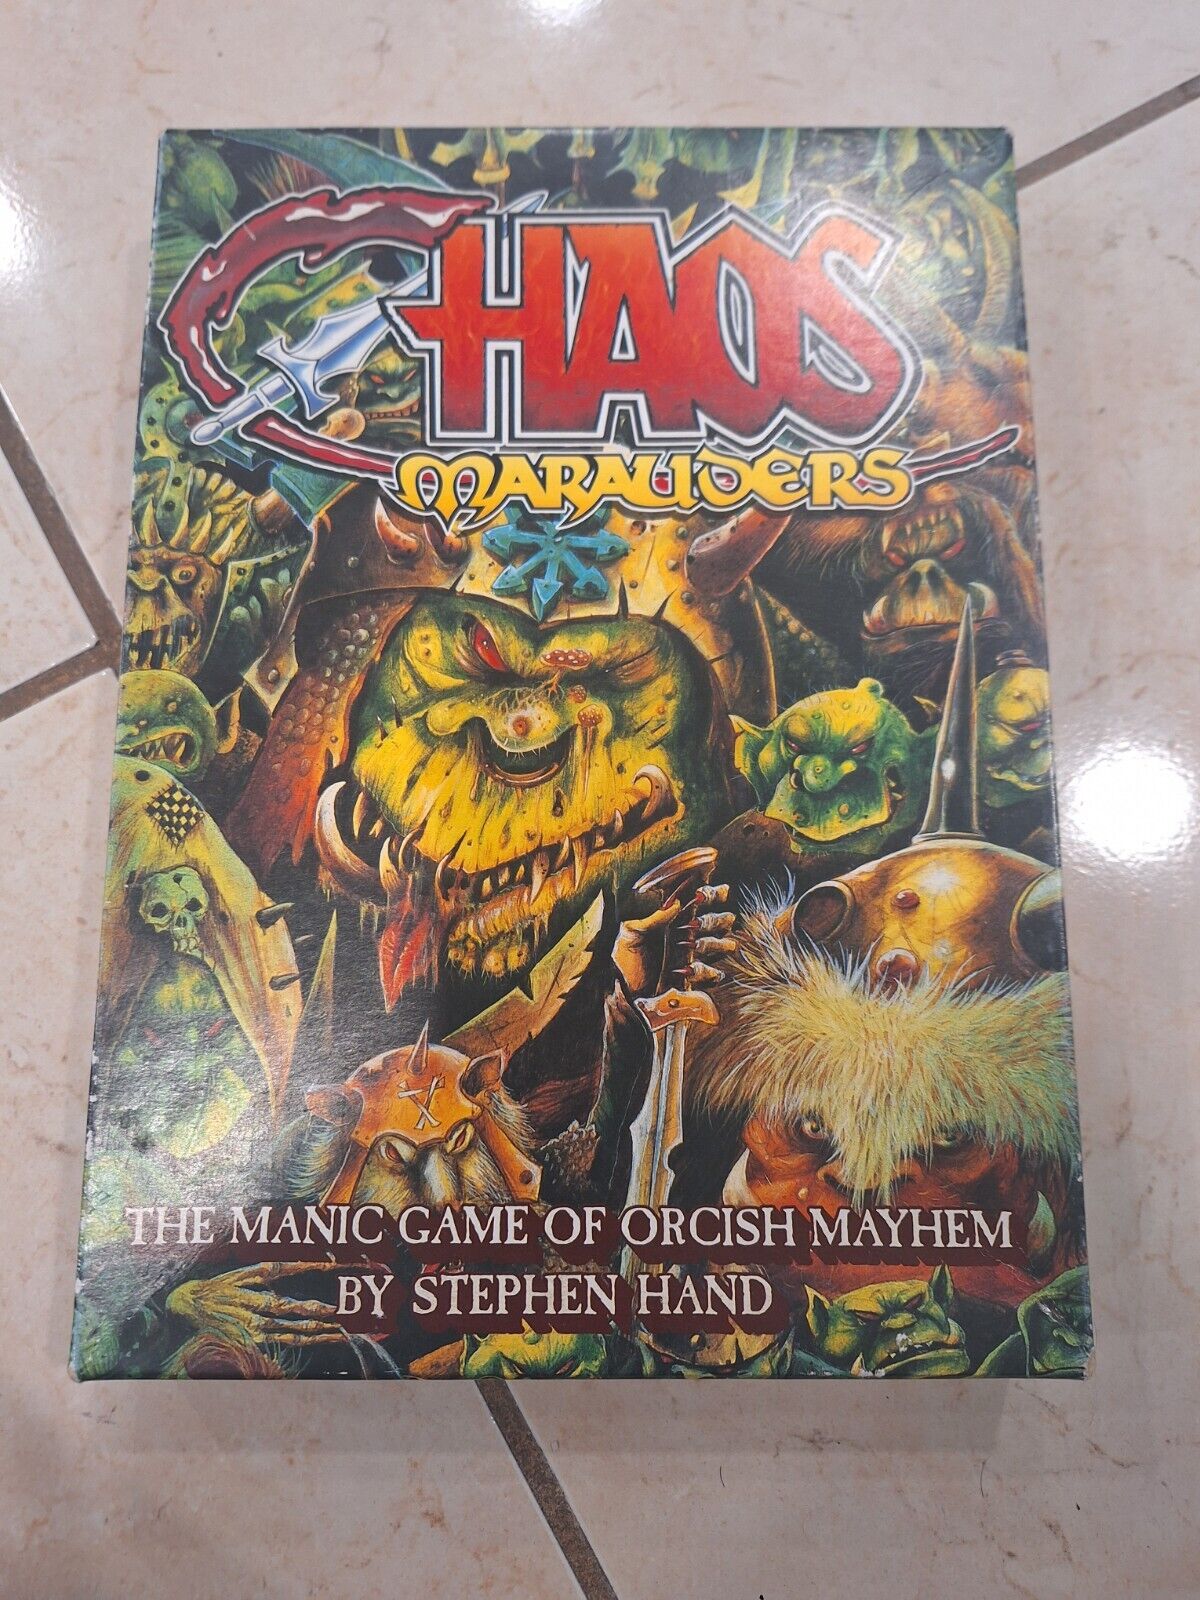 CHAOS
MARAUDERS
THE MANIC GAME OF ORCISH MAYHEM
BY STEPHEN HAND